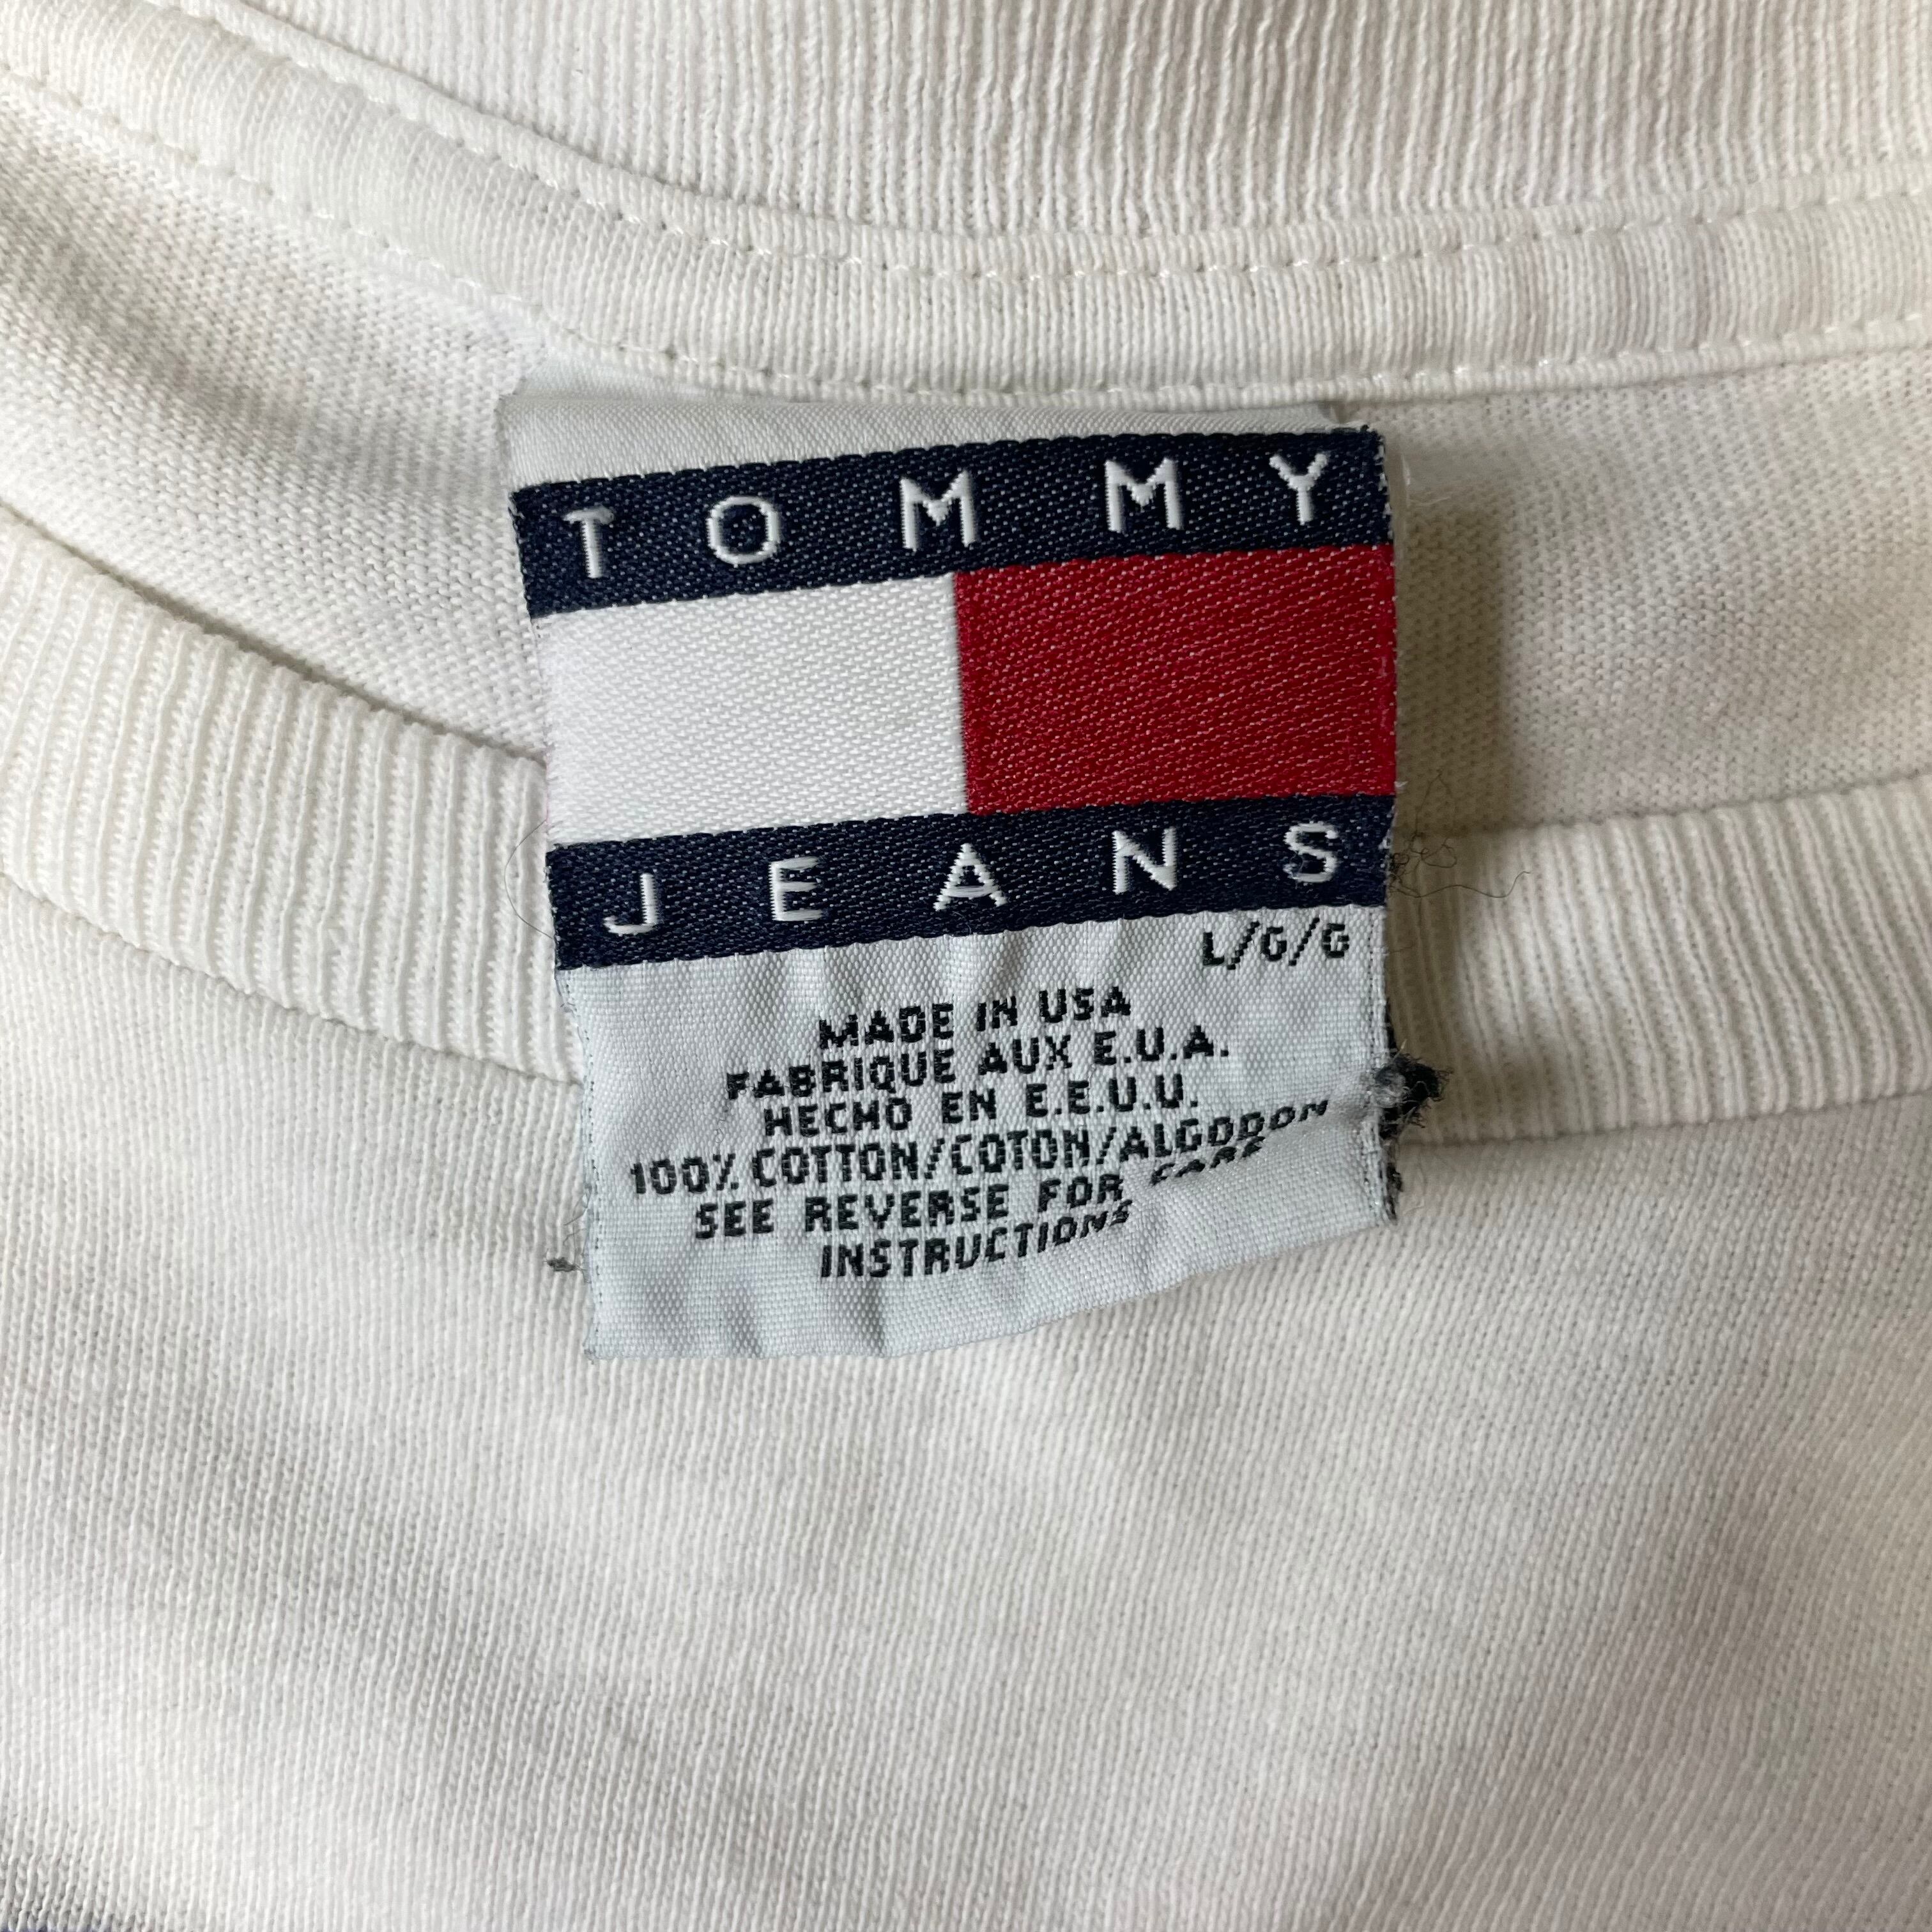 TOMMY
JEANS
L/G/G
MADE IN USA
FABRIQUE AUX E.U.A.
HECHO EN E.E.U.U.
100% COTTON/COTON/ALGODON
SEE REVERSE FOR CARE
INSTRUCTIONS